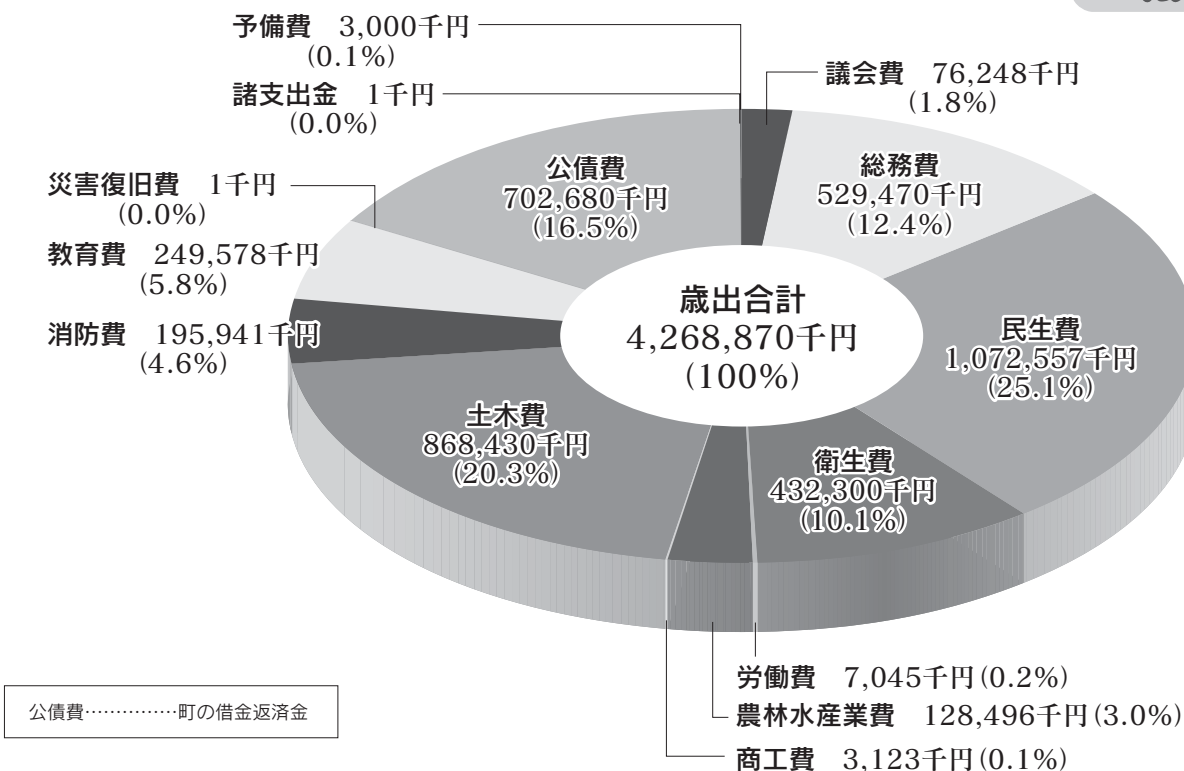 予備費　3,000千円
(0.1%)
諸支出金　1千円
(0.0%)
議会費　76,248千円
(1.8%)
公債費
702,680千円
(16.5%)
総務費
529,470千円
(12.4%)
災害復旧費　1千円
(0.0%)
教育費　249,578千円
(5.8%)
消防費　195,941千円
(4.6%)
歳出合計
4,268,870千円
(100%)
民生費
1,072,557千円
(25.1%)
土木費
868,430千円
(20.3%)
衛生費
432,300千円
(10.1%)
労働費　7,045千円(0.2%)
農林水産業費　128,496千円(3.0%)
商工費　3,123千円(0.1%)
公債費……………町の借金返済金